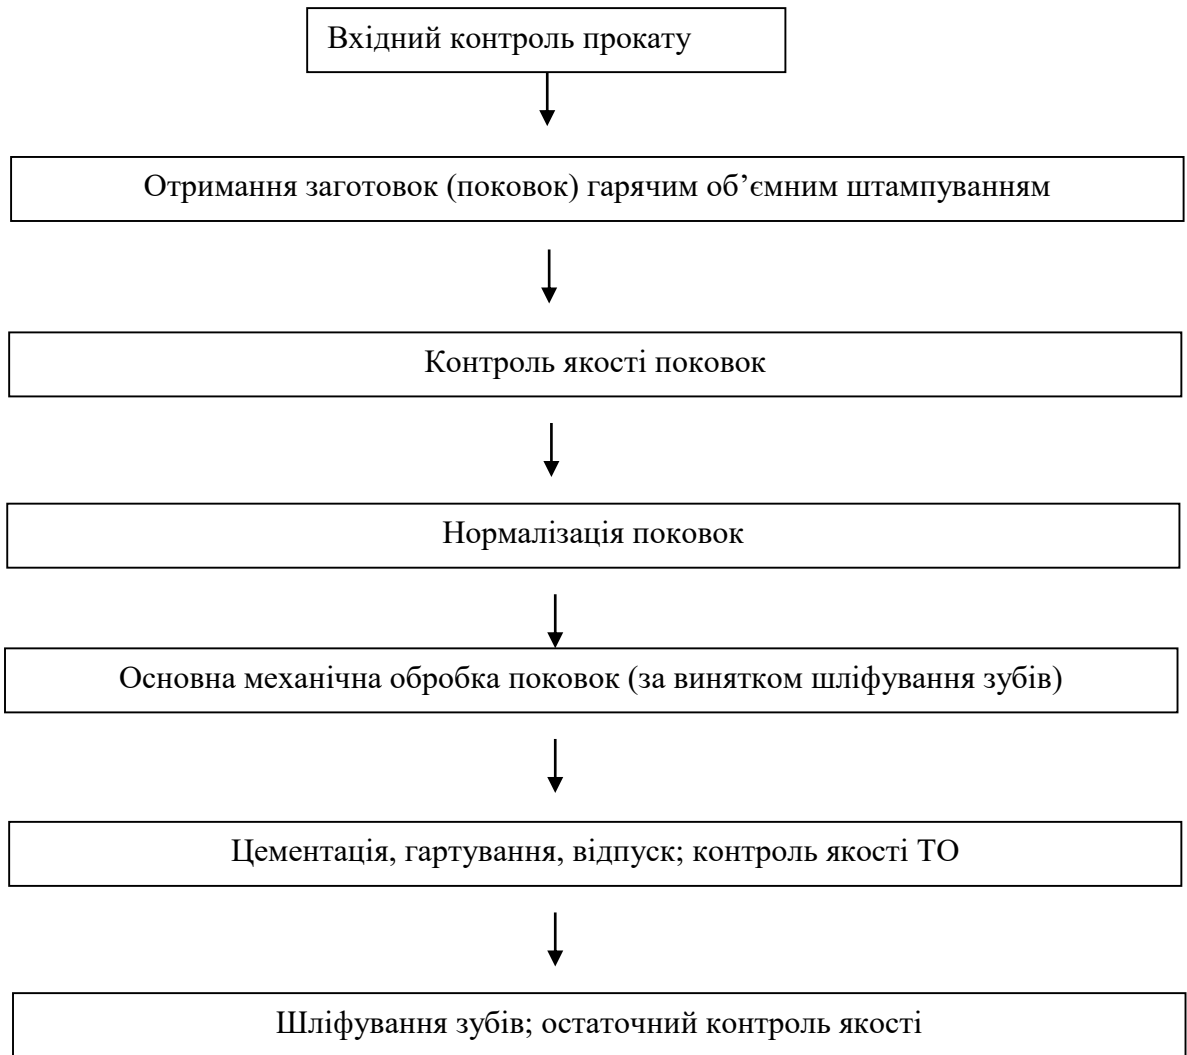 Вхідний контроль прокату
Отримання заготовок (поковок) гарячим об’ємним штампуванням
Контроль якості поковок
Нормалізація поковок
Основна механічна обробка поковок (за винятком шліфування зубів)
Цементація, гартування, відпуск; контроль якості ТО
Шліфування зубів; остаточний контроль якості